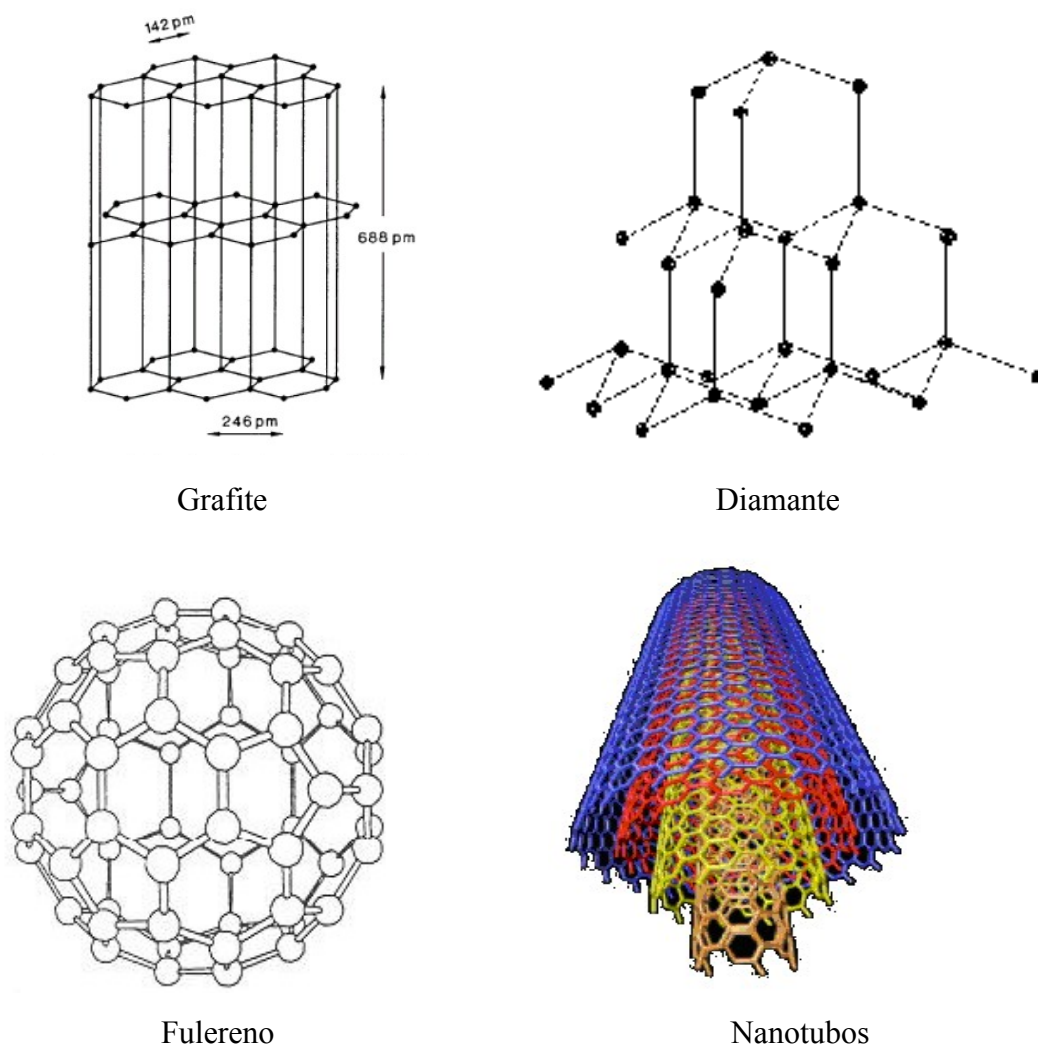 142 pm
688 pm
246 pm
Grafite
Diamante
Fulereno
Nanotubos